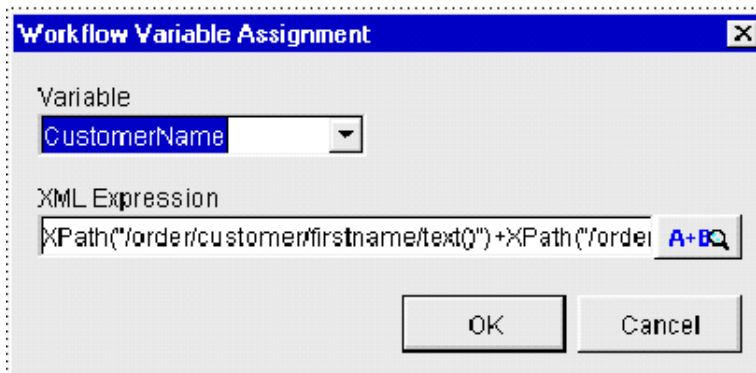 Workflow Variable Assignment
Variable
CustomerName
XML Expression
XPath("/order/customer/firstname/text()")+XPath("/order A+B
OK Cancel